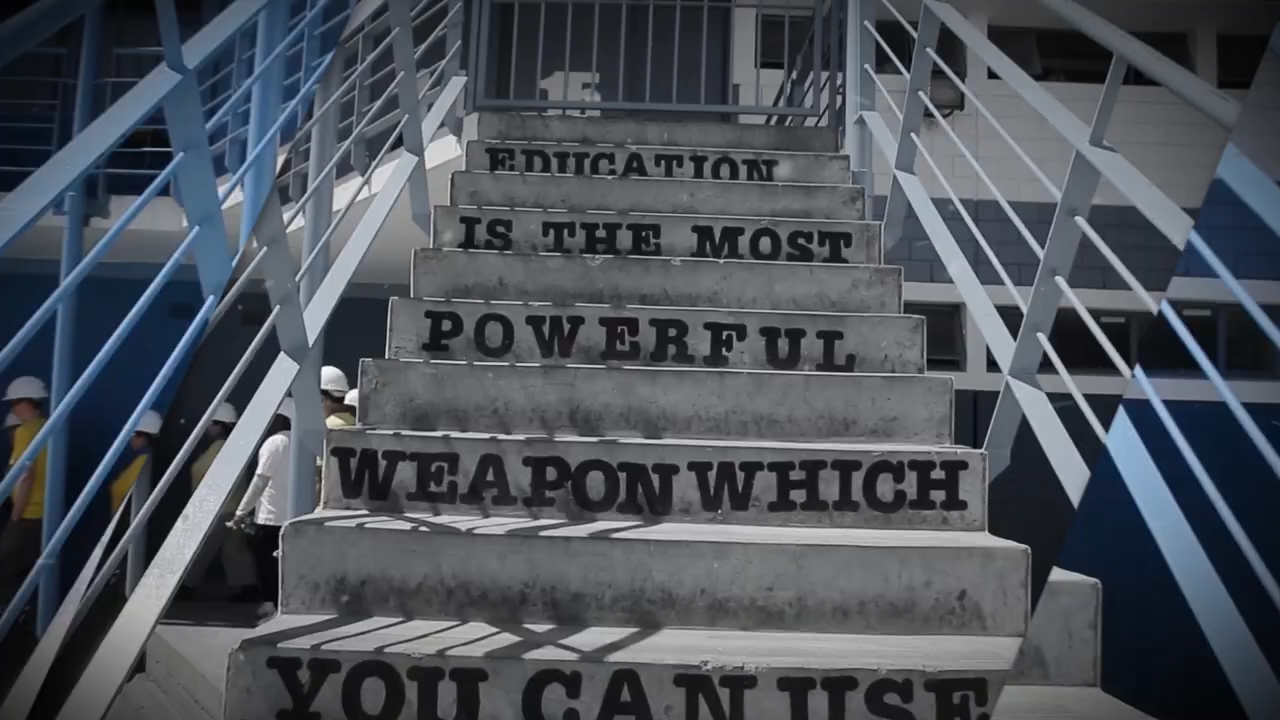 EDUCATION
IS THE MOST
POWERFUL
WEAPON WHICH
YOU CAN USE